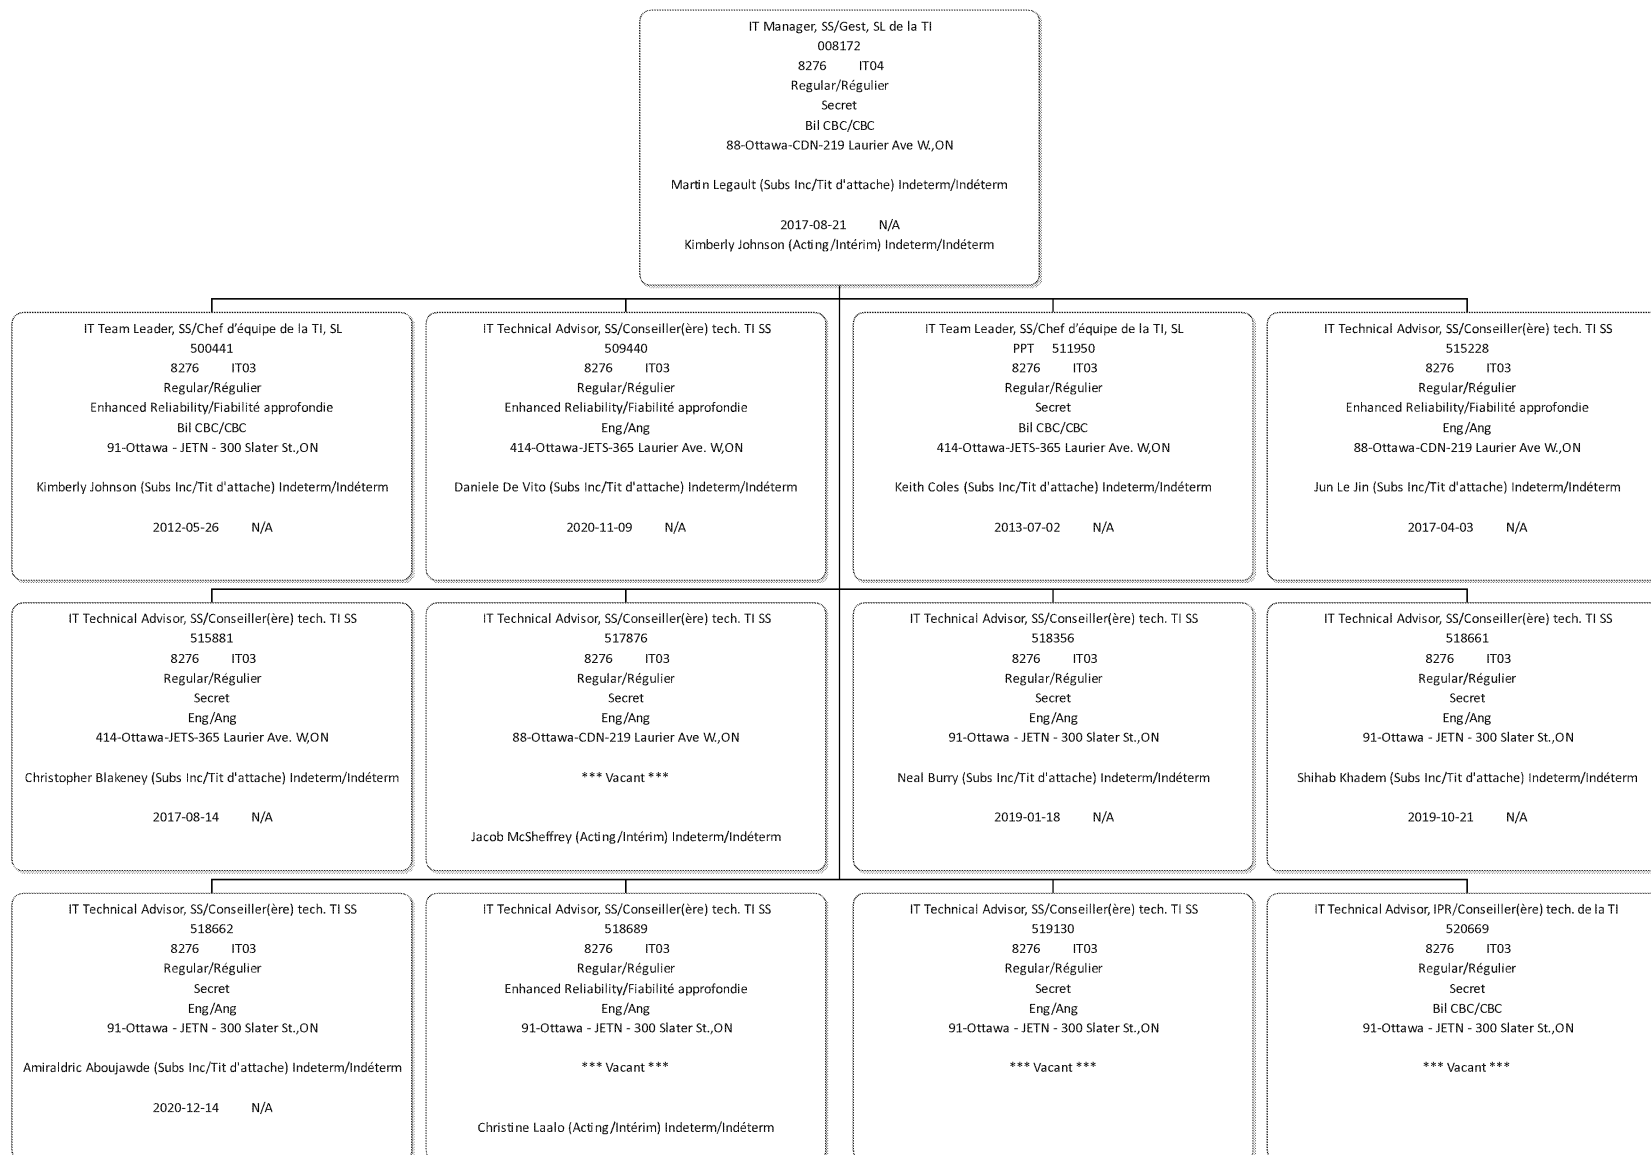 IT Manager, SS/Gest, SL de la TI
008172
8276 IT04
Regular/Régulier
Secret
Bil CBC/CBC
88-Ottawa-CDN-219 Laurier Ave W.,ON
Martin Legault (Subs Inc/Tit d'attache) Indeterm/Indéterm
2017-08-21 N/A
Kimberly Johnson (Acting/Intérim) Indeterm/Indéterm
IT Team Leader, SS/Chef d'équipe de la TI, SL
500441
8276 IT03
Regular/Régulier
Enhanced Reliability/Fiabilité approfondie
Bil CBC/CBC
91-Ottawa - JETN - 300 Slater St.,ON
Kimberly Johnson (Subs Inc/Tit d'attache) Indeterm/Indéterm
2012-05-26 N/A
IT Technical Advisor, SS/Conseiller(ère) tech. TI SS
509440
8276 IT03
Regular/Régulier
Enhanced Reliability/Fiabilité approfondie
Eng/Ang
414-Ottawa-JETS-365 Laurier Ave. W,ON
Daniele De Vito (Subs Inc/Tit d'attache) Indeterm/Indéterm
2020-11-09 N/A
IT Team Leader, SS/Chef d'équipe de la TI, SL
PPT 511950
8276 IT03
Regular/Régulier
Secret
Bil CBC/CBC
414-Ottawa-JETS-365 Laurier Ave. W,ON
Keith Coles (Subs Inc/Tit d'attache) Indeterm/Indéterm
2013-07-02 N/A
IT Technical Advisor, SS/Conseiller(ère) tech. TI SS
515228
8276 IT03
Regular/Régulier
Enhanced Reliability/Fiabilité approfondie
Eng/Ang
88-Ottawa-CDN-219 Laurier Ave W.,ON
Jun Le Jin (Subs Inc/Tit d'attache) Indeterm/Indéterm
2017-04-03 N/A
IT Technical Advisor, SS/Conseiller(ère) tech. TI SS
515881
8276 IT03
Regular/Régulier
Secret
Eng/Ang
414-Ottawa-JETS-365 Laurier Ave. W,ON
Christopher Blakeney (Subs Inc/Tit d'attache) Indeterm/Indéterm
2017-08-14 N/A
IT Technical Advisor, SS/Conseiller(ère) tech. TI SS
517876
8276 IT03
Regular/Régulier
Secret
Eng/Ang
88-Ottawa-CDN-219 Laurier Ave W.,ON
*** Vacant ***
Jacob McSheffrey (Acting/Intérim) Indeterm/Indéterm
IT Technical Advisor, SS/Conseiller(ère) tech. TI SS
518356
8276 IT03
Regular/Régulier
Secret
Eng/Ang
91-Ottawa - JETN - 300 Slater St.,ON
Neal Burry (Subs Inc/Tit d'attache) Indeterm/Indéterm
2019-01-18 N/A
IT Technical Advisor, SS/Conseiller(ère) tech. TI SS
518661
8276 IT03
Regular/Régulier
Secret
Eng/Ang
91-Ottawa - JETN - 300 Slater St.,ON
Shihab Khadem (Subs Inc/Tit d'attache) Indeterm/Indéterm
2019-10-21 N/A
IT Technical Advisor, SS/Conseiller(ère) tech. TI SS
518662
8276 IT03
Regular/Régulier
Secret
Eng/Ang
91-Ottawa - JETN - 300 Slater St.,ON
Amiraldric Aboujawde (Subs Inc/Tit d'attache) Indeterm/Indéterm
2020-12-14 N/A
IT Technical Advisor, SS/Conseiller(ère) tech. TI SS
518689
8276 IT03
Regular/Régulier
Enhanced Reliability/Fiabilité approfondie
Eng/Ang
91-Ottawa - JETN - 300 Slater St.,ON
*** Vacant ***
Christine Laalo (Acting/Intérim) Indeterm/Indéterm
IT Technical Advisor, SS/Conseiller(ère) tech. TI SS
519130
8276 IT03
Regular/Régulier
Secret
Eng/Ang
91-Ottawa - JETN - 300 Slater St.,ON
*** Vacant ***
IT Technical Advisor, IPR/Conseiller(ère) tech. de la TI
520669
8276 IT03
Regular/Régulier
Secret
Bil CBC/CBC
91-Ottawa - JETN - 300 Slater St.,ON
*** Vacant ***